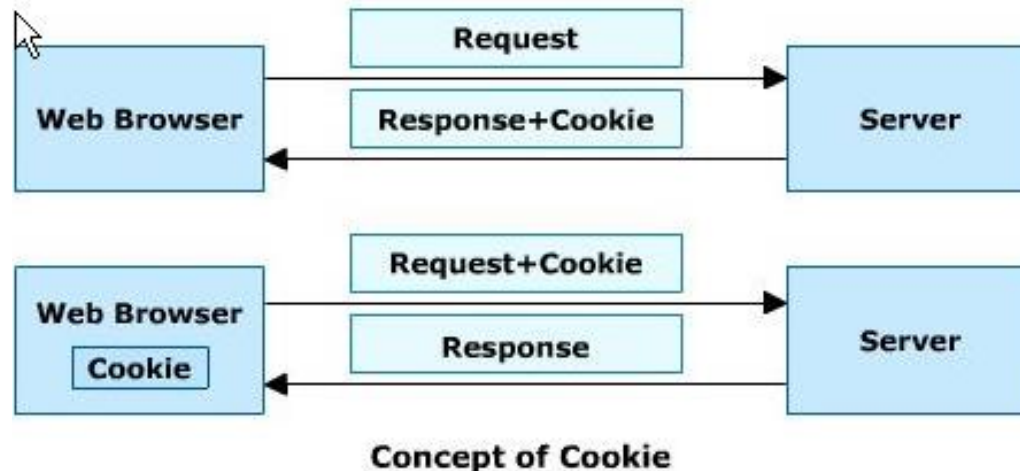 Request
Web Browser
Response+Cookie
Server
Request+Cookie
Web Browser
Cookie
Response
Server
Concept of Cookie